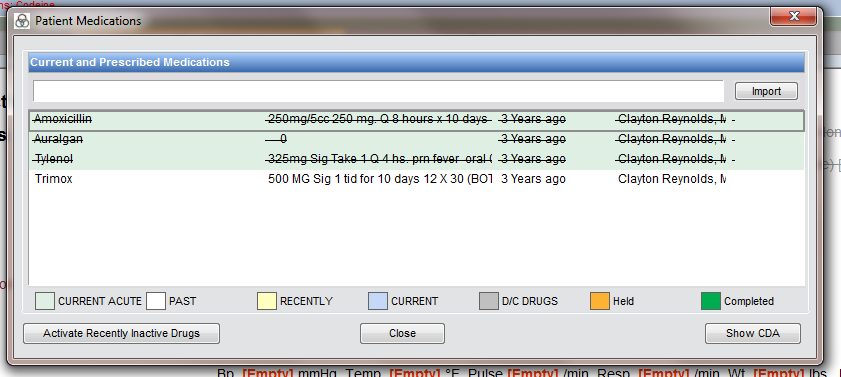 ns: Codeine
Patient Medications
Current and Prescribed Medications
Import
Amoxicillin 250mg/5cc 250 mg. Q 8 hours x 10 days 3 Years ago Clayton Reynolds, M -
Auralgan 0 3 Years ago Clayton Reynolds, M -
Tylenol 325mg Sig Take 1 Q 4 hs. prn fever oral ( 3 Years ago Clayton Reynolds, M -
Trimox 500 MG Sig 1 tid for 10 days 12 X 30 (BOT 3 Years ago Clayton Reynolds, M
CURRENT ACUTE PAST RECENTLY CURRENT D/C DRUGS Held Completed
Activate Recently Inactive Drugs Close Show CDA
Bp. [Empty] mmHg. Temp. [Empty] °F. Pulse [Empty] /min. Resp. [Empty] /min. Wt. [Empty] lbs.